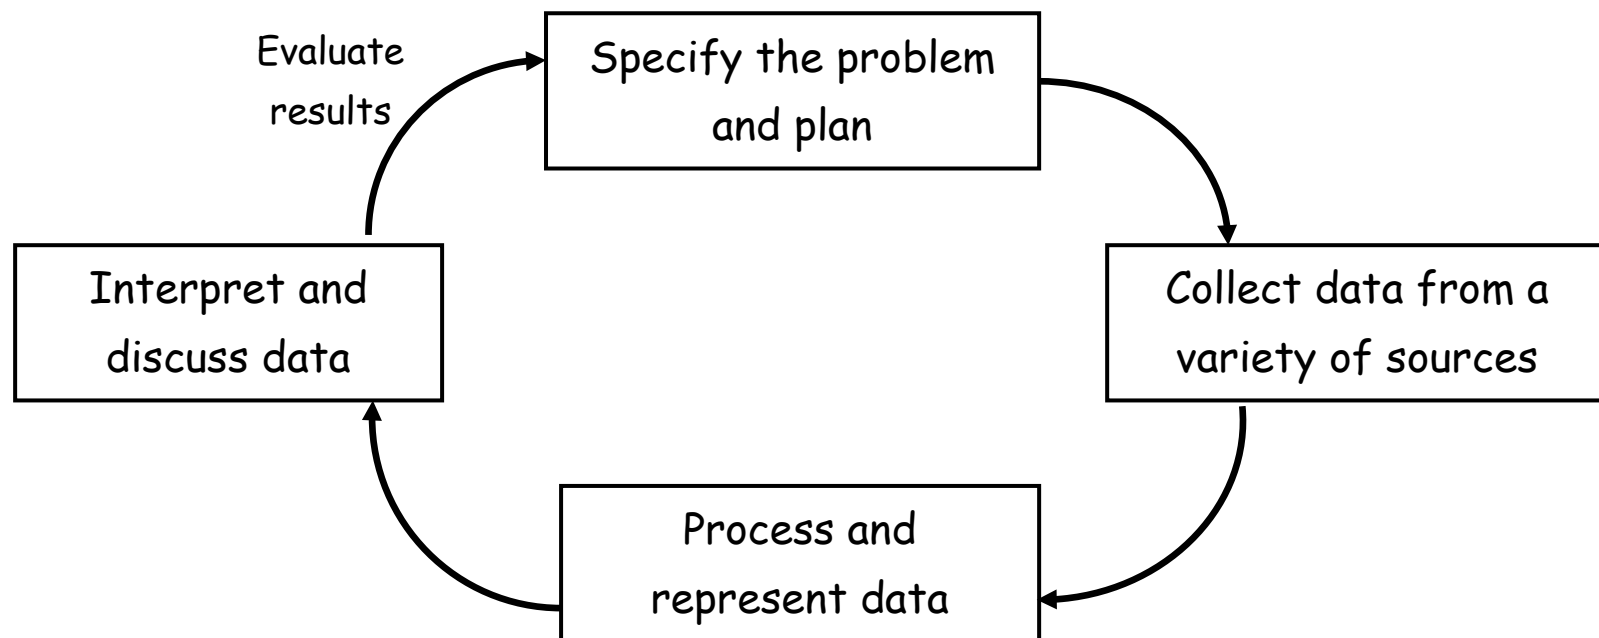 Evaluate
results
Specify the problem
and plan
Interpret and
discuss data
Collect data from a
variety of sources
Process and
represent data